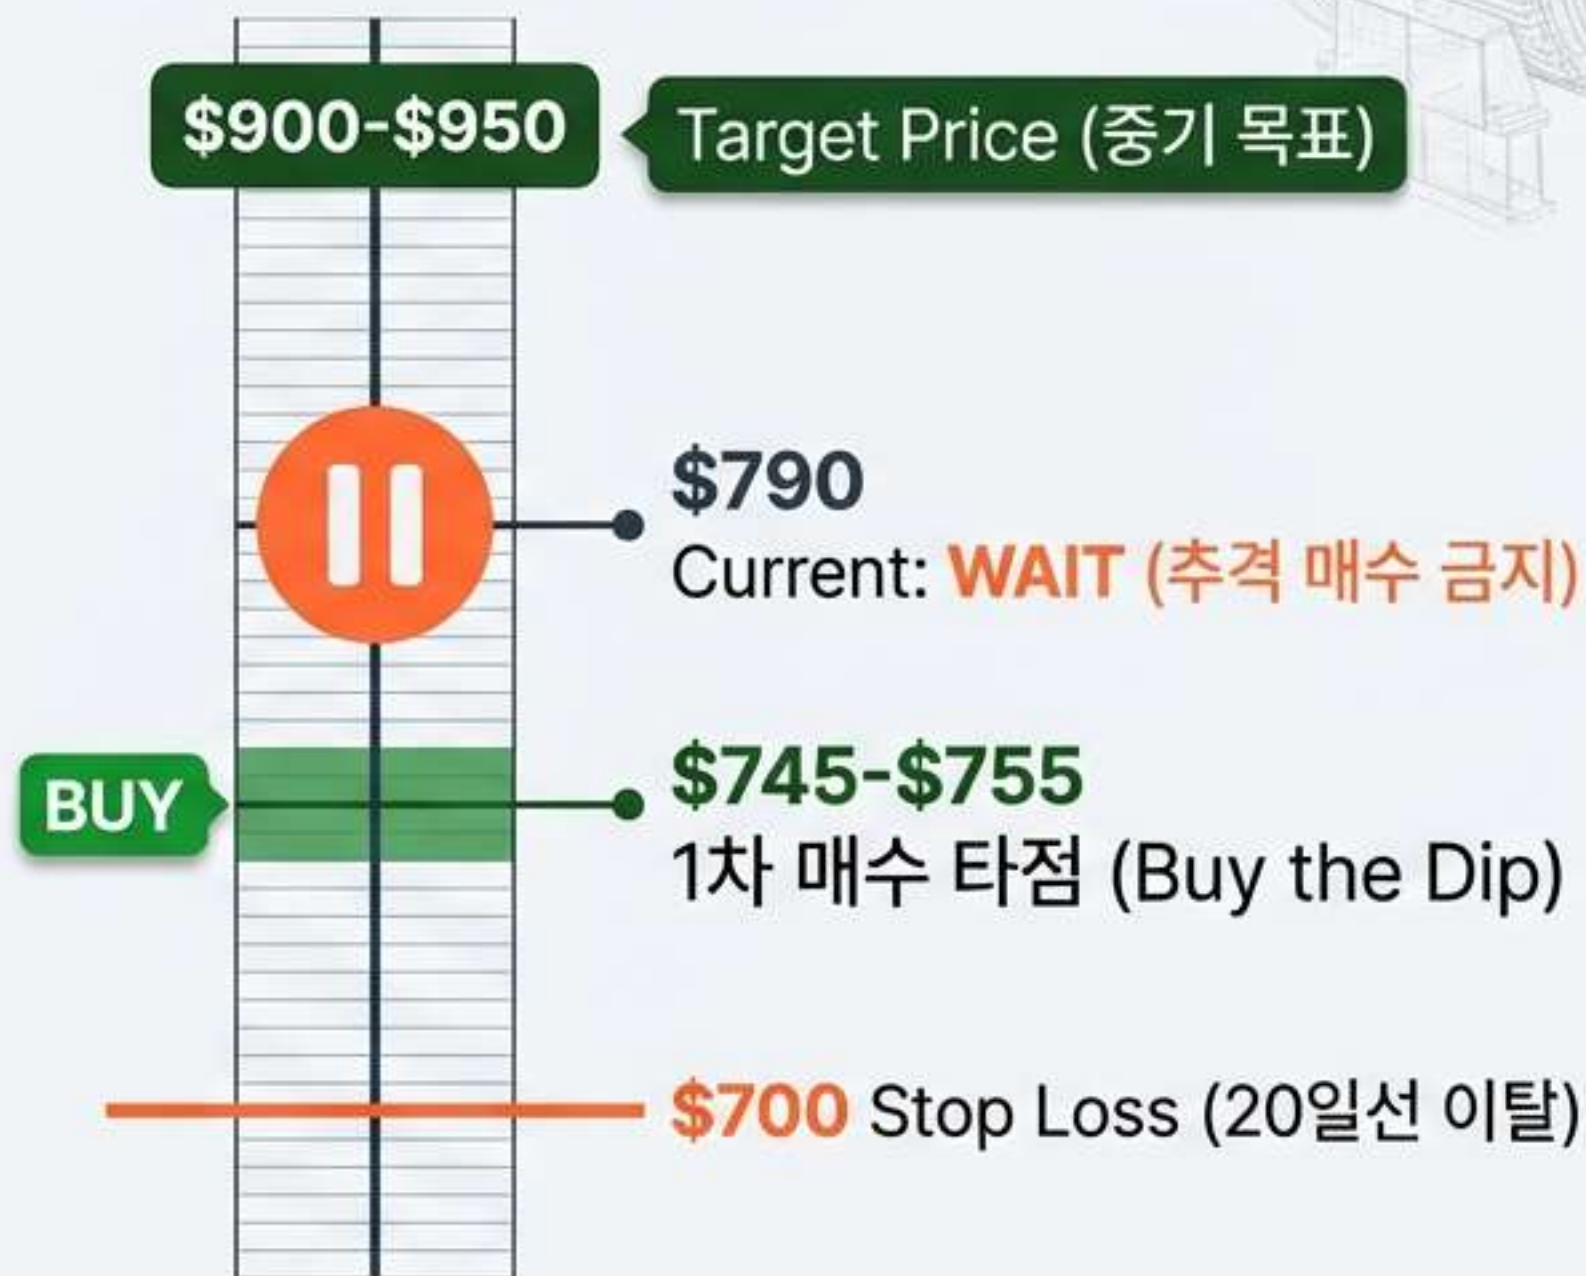 $900-$950
Target Price (중기 목표)
$790
Current: WAIT (추격 매수 금지)
BUY
$745-$755
1차 매수 타점 (Buy the Dip)
$700 Stop Loss (20일선 이탈)